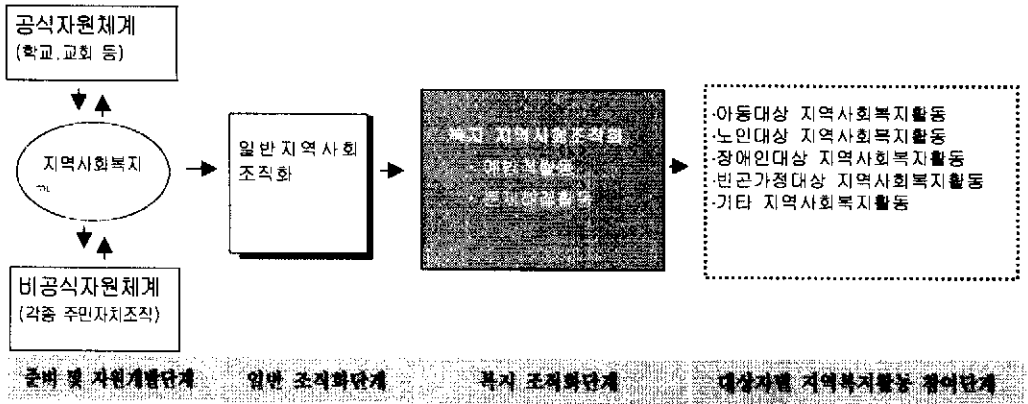 공식자원체계
(학교,교회 등)
지역사회복지
비공식자원체계
(각종 주민자치조직)
일반지역사회
조직화
복지 지역사회조직화
·아동대상 지역사회복지활동
·노인대상 지역사회복지활동
·장애인대상 지역사회복지활동
·빈곤가정대상 지역사회복지활동
·기타 지역사회복지활동
준비 및 자원개발단계
일반 조직화단계
복지 조직화단계
대상자별 지역복지활동 참여단계